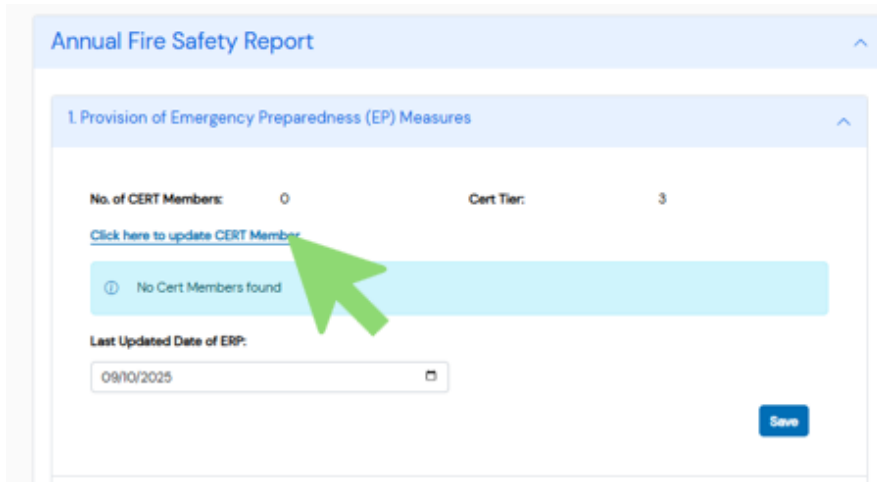 Annual Fire Safety Report
1. Provision of Emergency Preparedness (EP) Measures
No. of CERT Members: 0 Cert Tier: 3
Click here to update CERT Member
No Cert Members found
Last Updated Date of ERP:
09/10/2025
Save